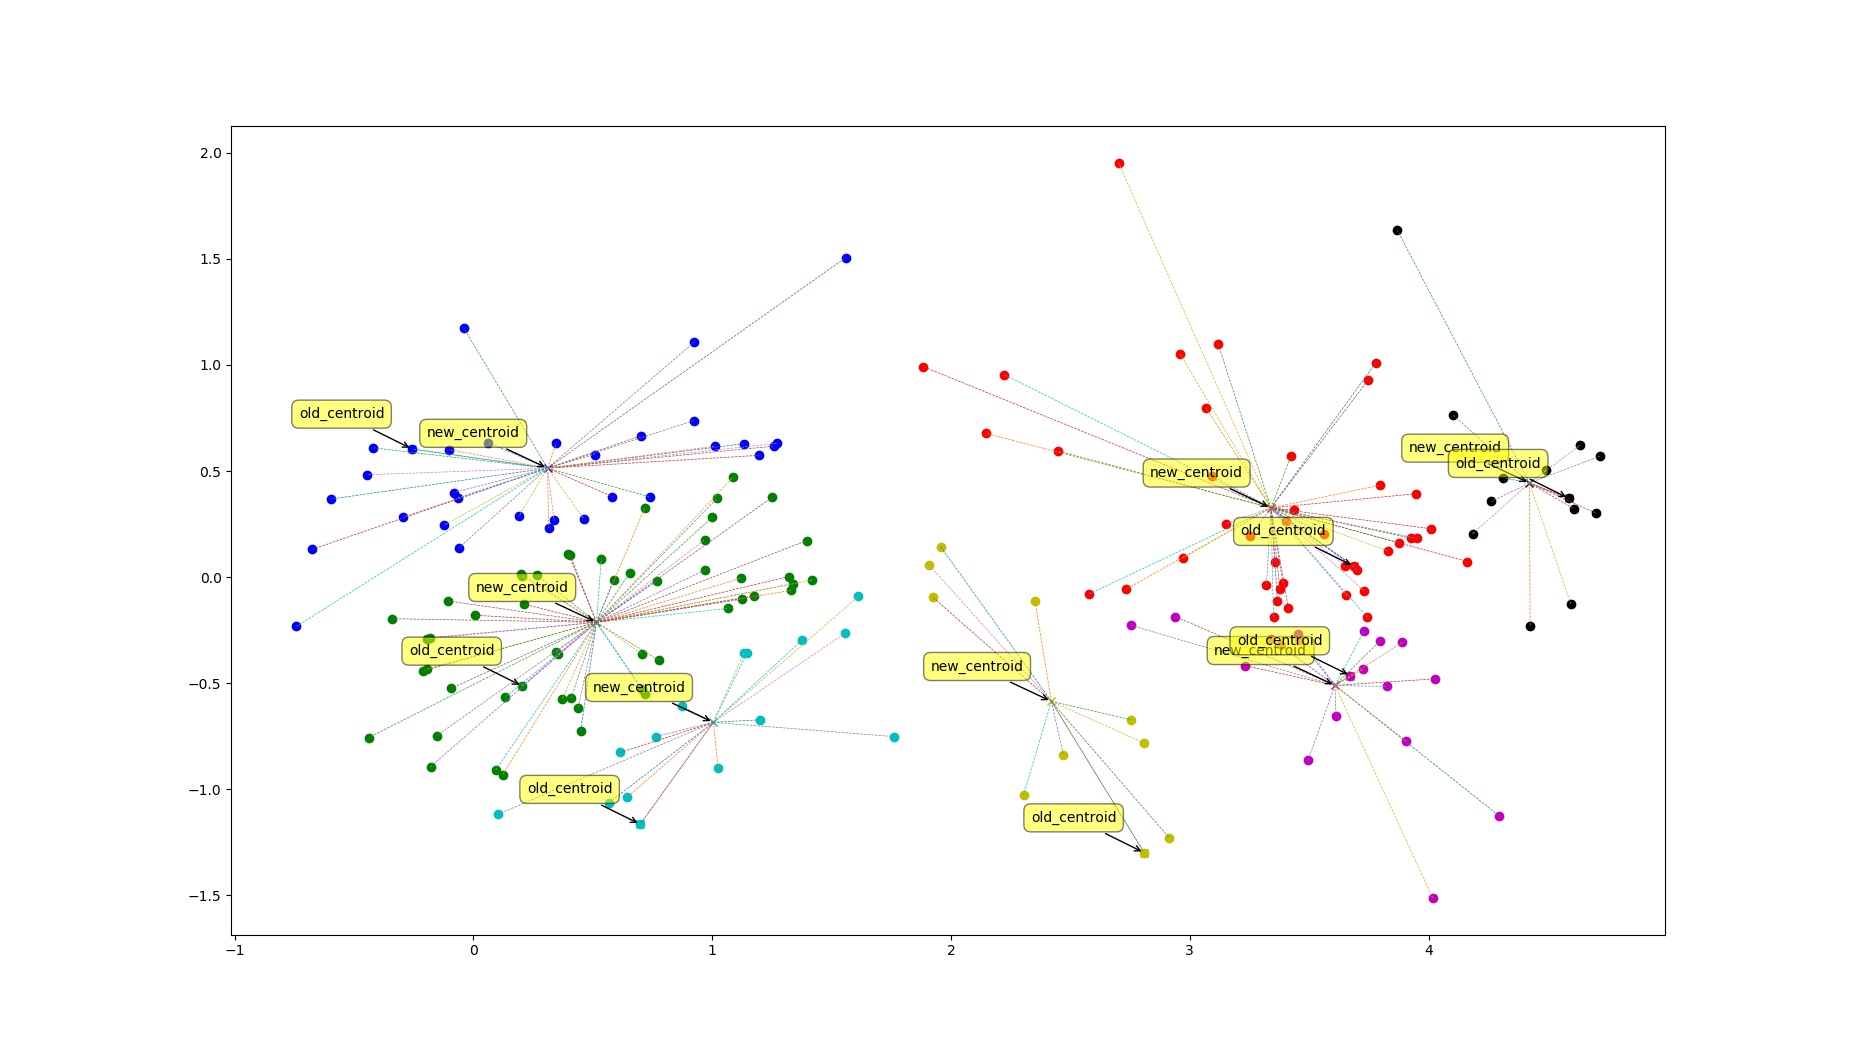 2.0
1.5
1.0
0.5
0.0
−0.5
−1.0
−1.5
old_centroid
new_centroid
new_centroid
old_centroid
new_centroid
old_centroid
new_centroid
old_centroid
new_centroid
old_centroid
new_centroid
old_centroid
old_centroid
new_centroid
−1 0 1 2 3 4